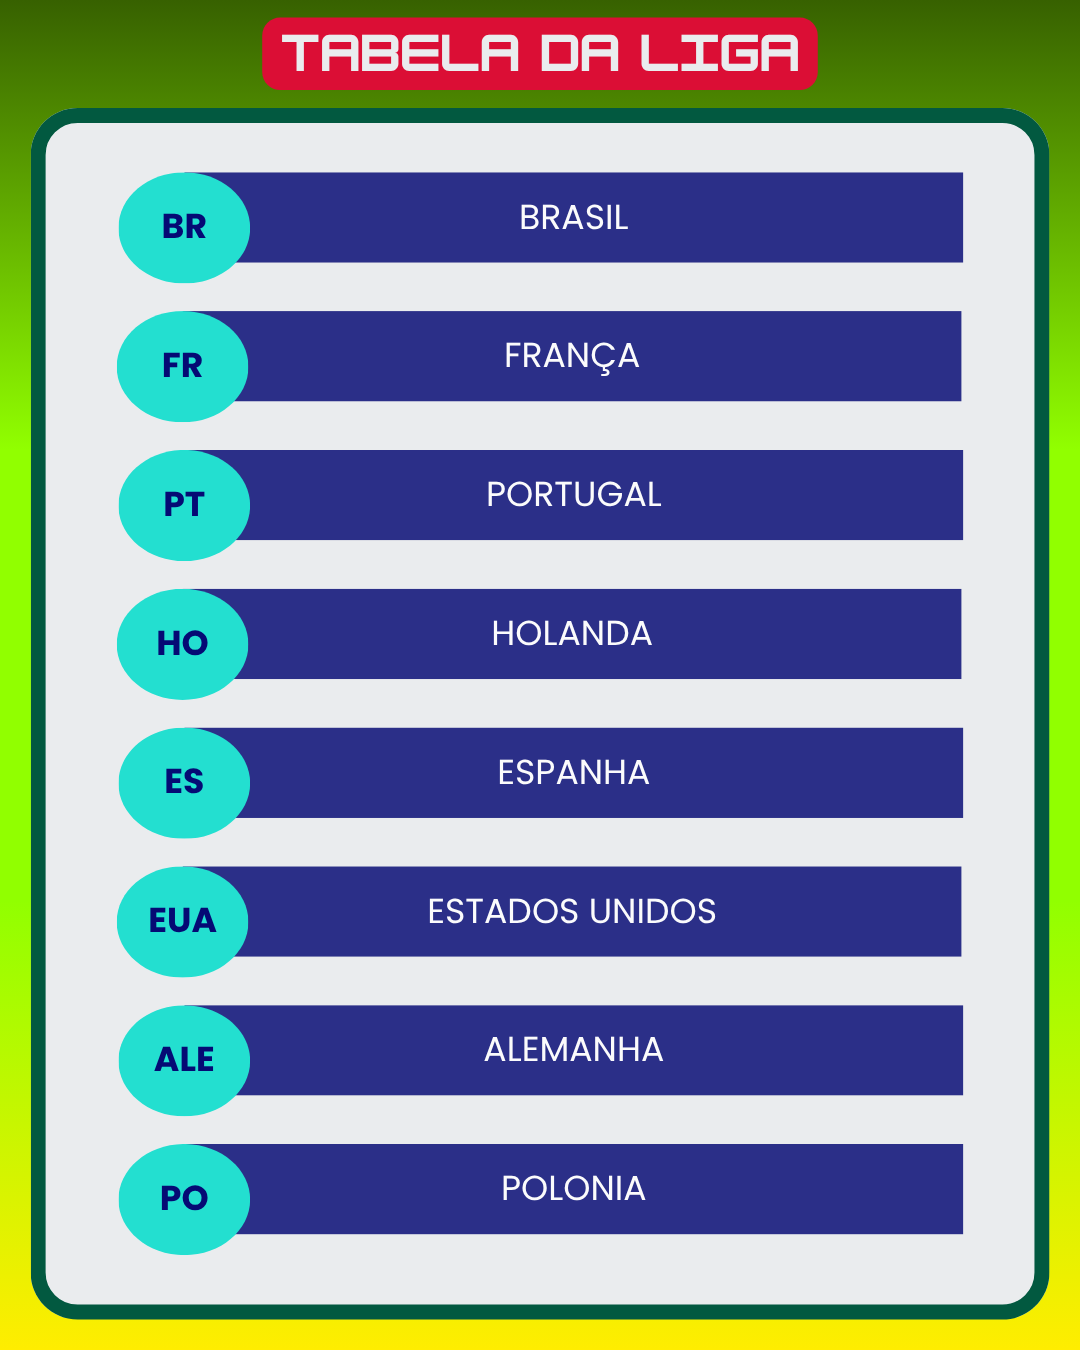 TABELA DA LIGA
BR
BRASIL
FR
FRANÇA
PT
PORTUGAL
HO
HOLANDA
ES
ESPANHA
EUA
ESTADOS UNIDOS
ALE
ALEMANHA
PO
POLONIA